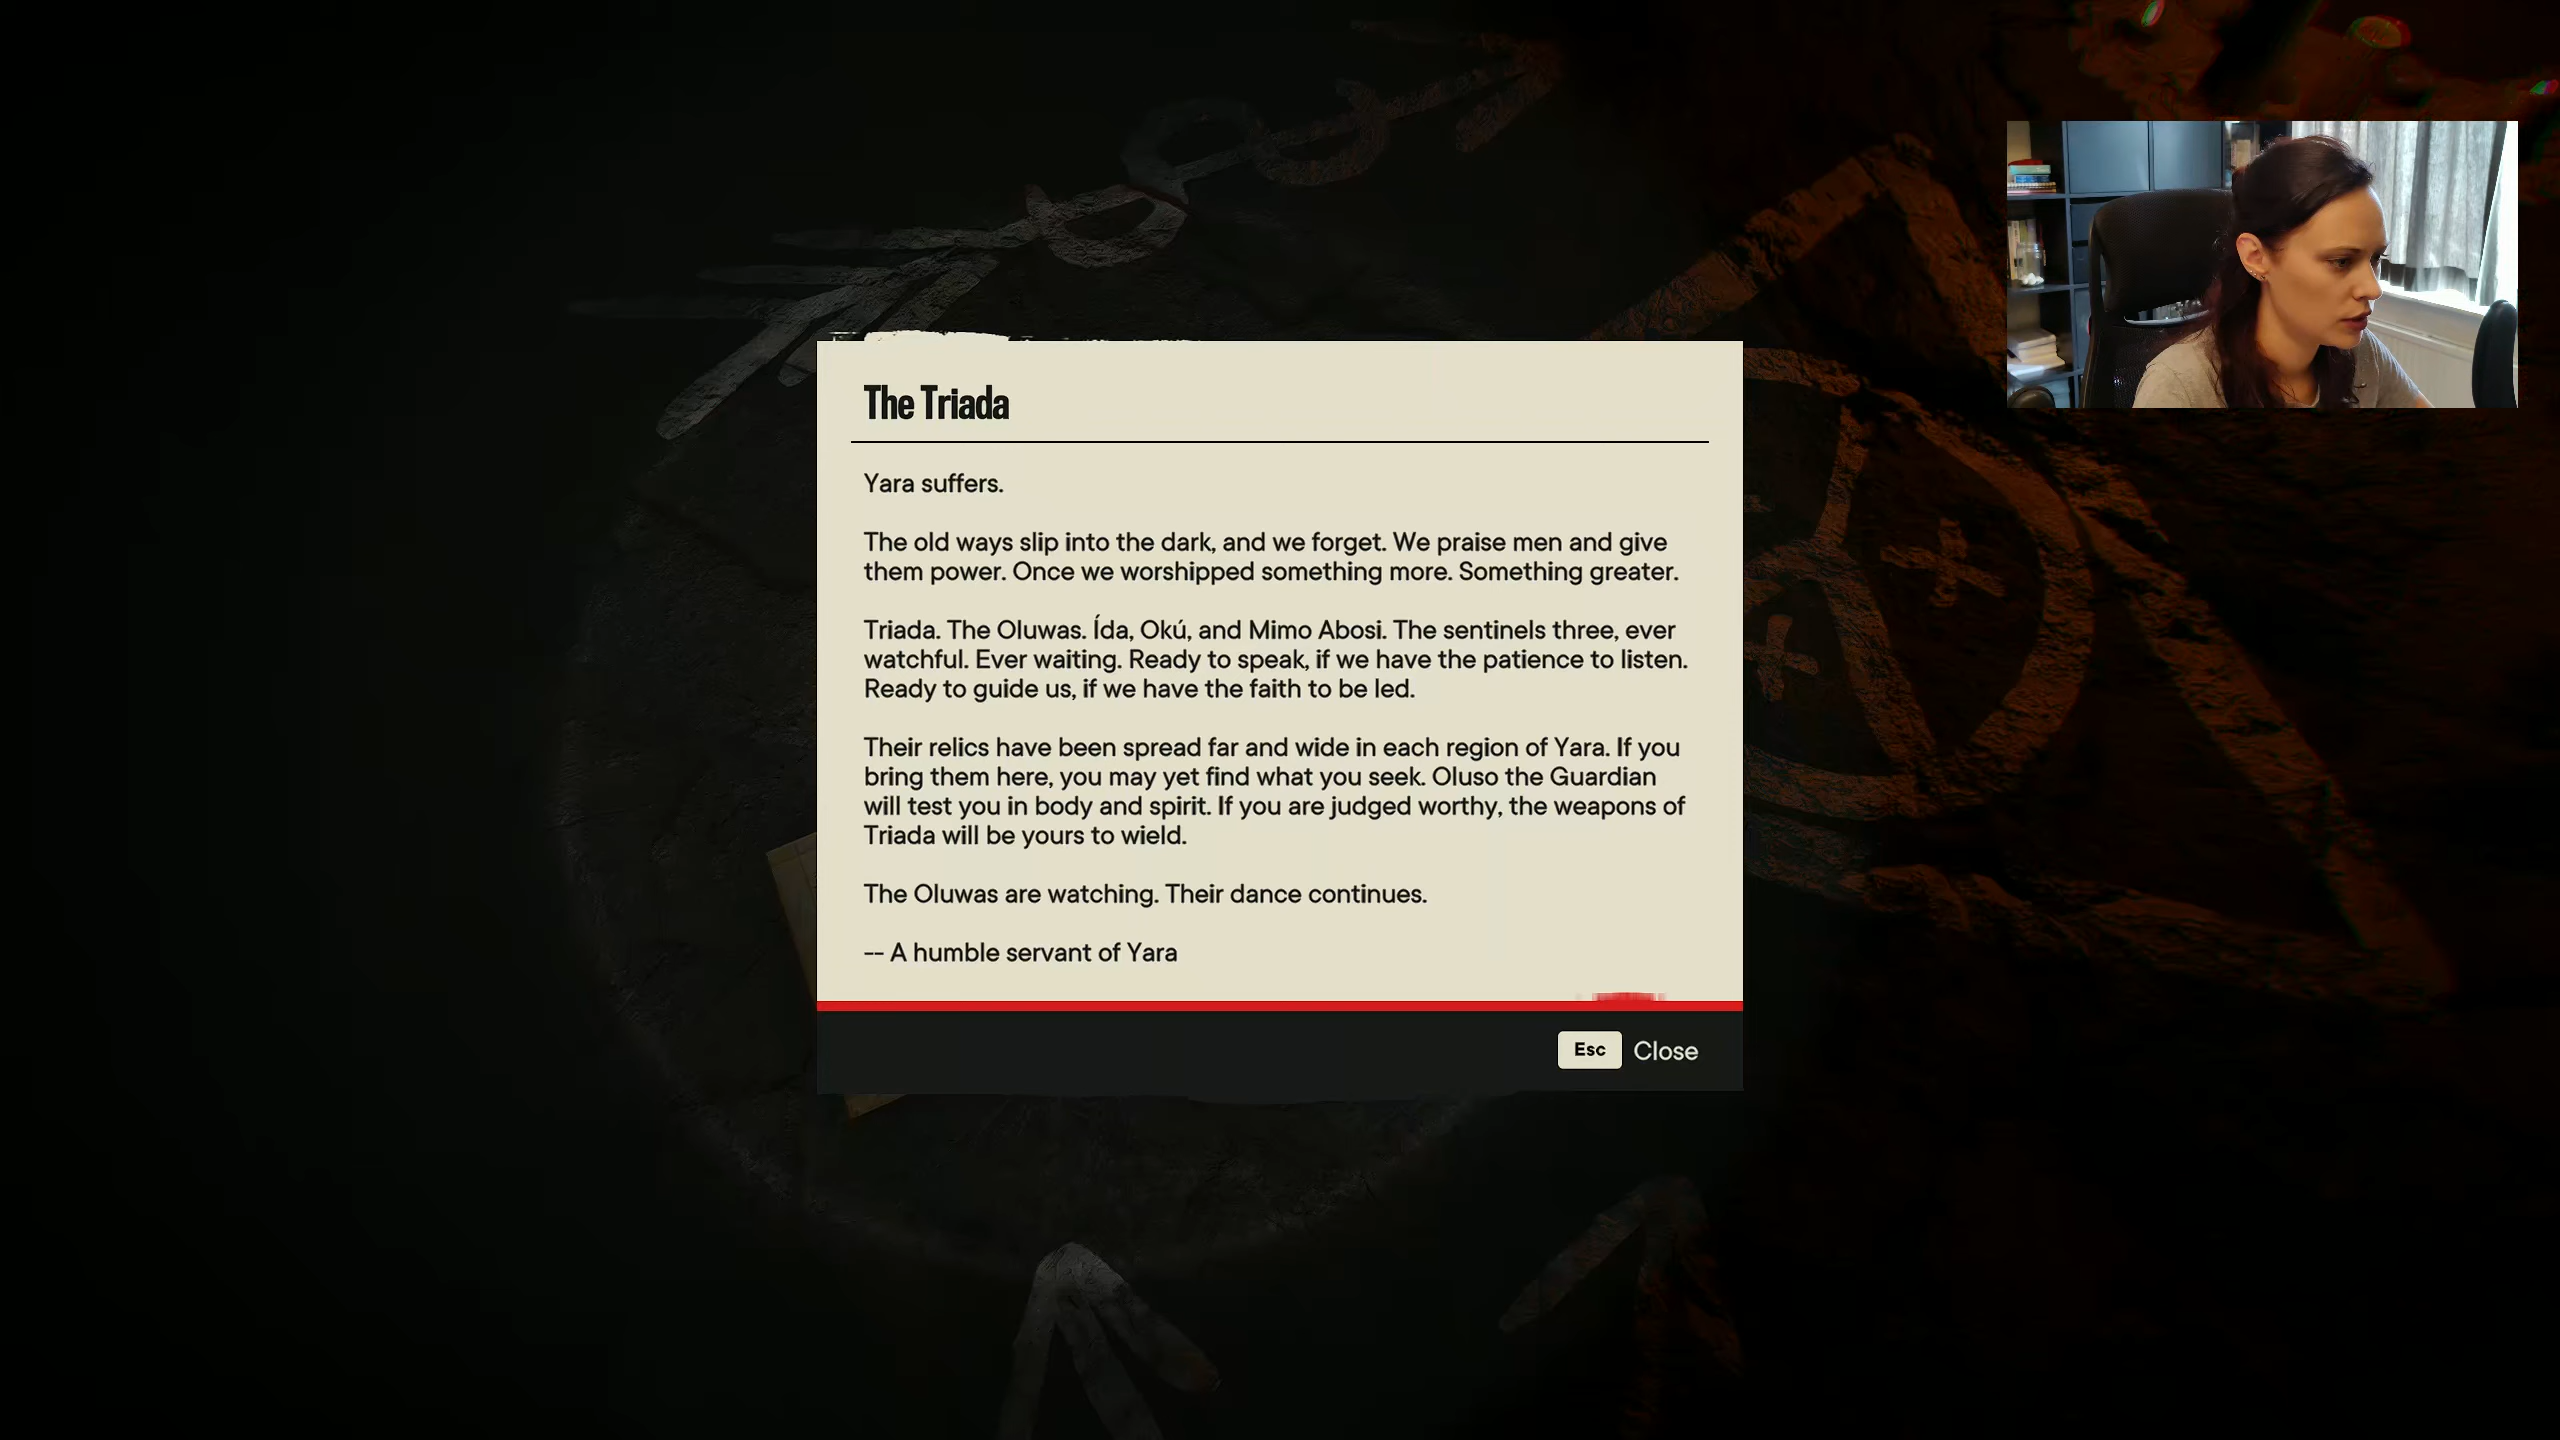 The Triada
Yara suffers.
The old ways slip into the dark, and we forget. We praise men and give
them power. Once we worshipped something more. Something greater.
Triada. The Oluwas. Ída, Okú, and Mimo Abosi. The sentinels three, ever
watchful. Ever waiting. Ready to speak, if we have the patience to listen.
Ready to guide us, if we have the faith to be led.
Their relics have been spread far and wide in each region of Yara. If you
bring them here, you may yet find what you seek. Oluso the Guardian
will test you in body and spirit. If you are judged worthy, the weapons of
Triada will be yours to wield.
The Oluwas are watching. Their dance continues.
-- A humble servant of Yara
Esc Close